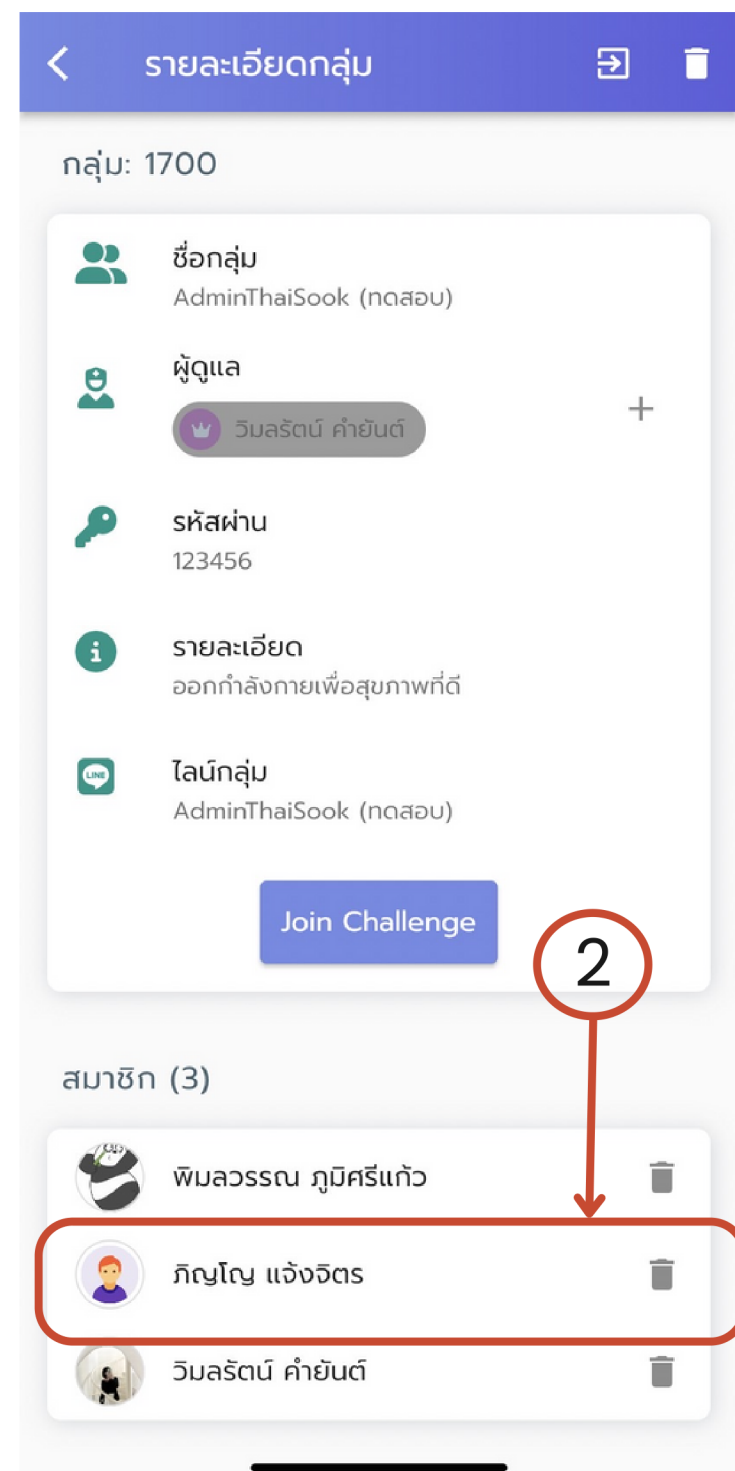 รายละเอียดกลุ่ม
กลุ่ม: 1700
ชื่อกลุ่ม
AdminThaiSook (ทดสอบ)
ผู้ดูแล
วิมลรัตน์ คำยันต์
รหัสผ่าน
123456
รายละเอียด
ออกกำลังกายเพื่อสุขภาพที่ดี
LINE
ไลน์กลุ่ม
AdminThaiSook (ทดสอบ)
Join Challenge
2
สมาชิก (3)
พิมลวรรณ ภูมิศรีแก้ว
ภิญโญ แจ้งจิตร
วิมลรัตน์ คำยันต์